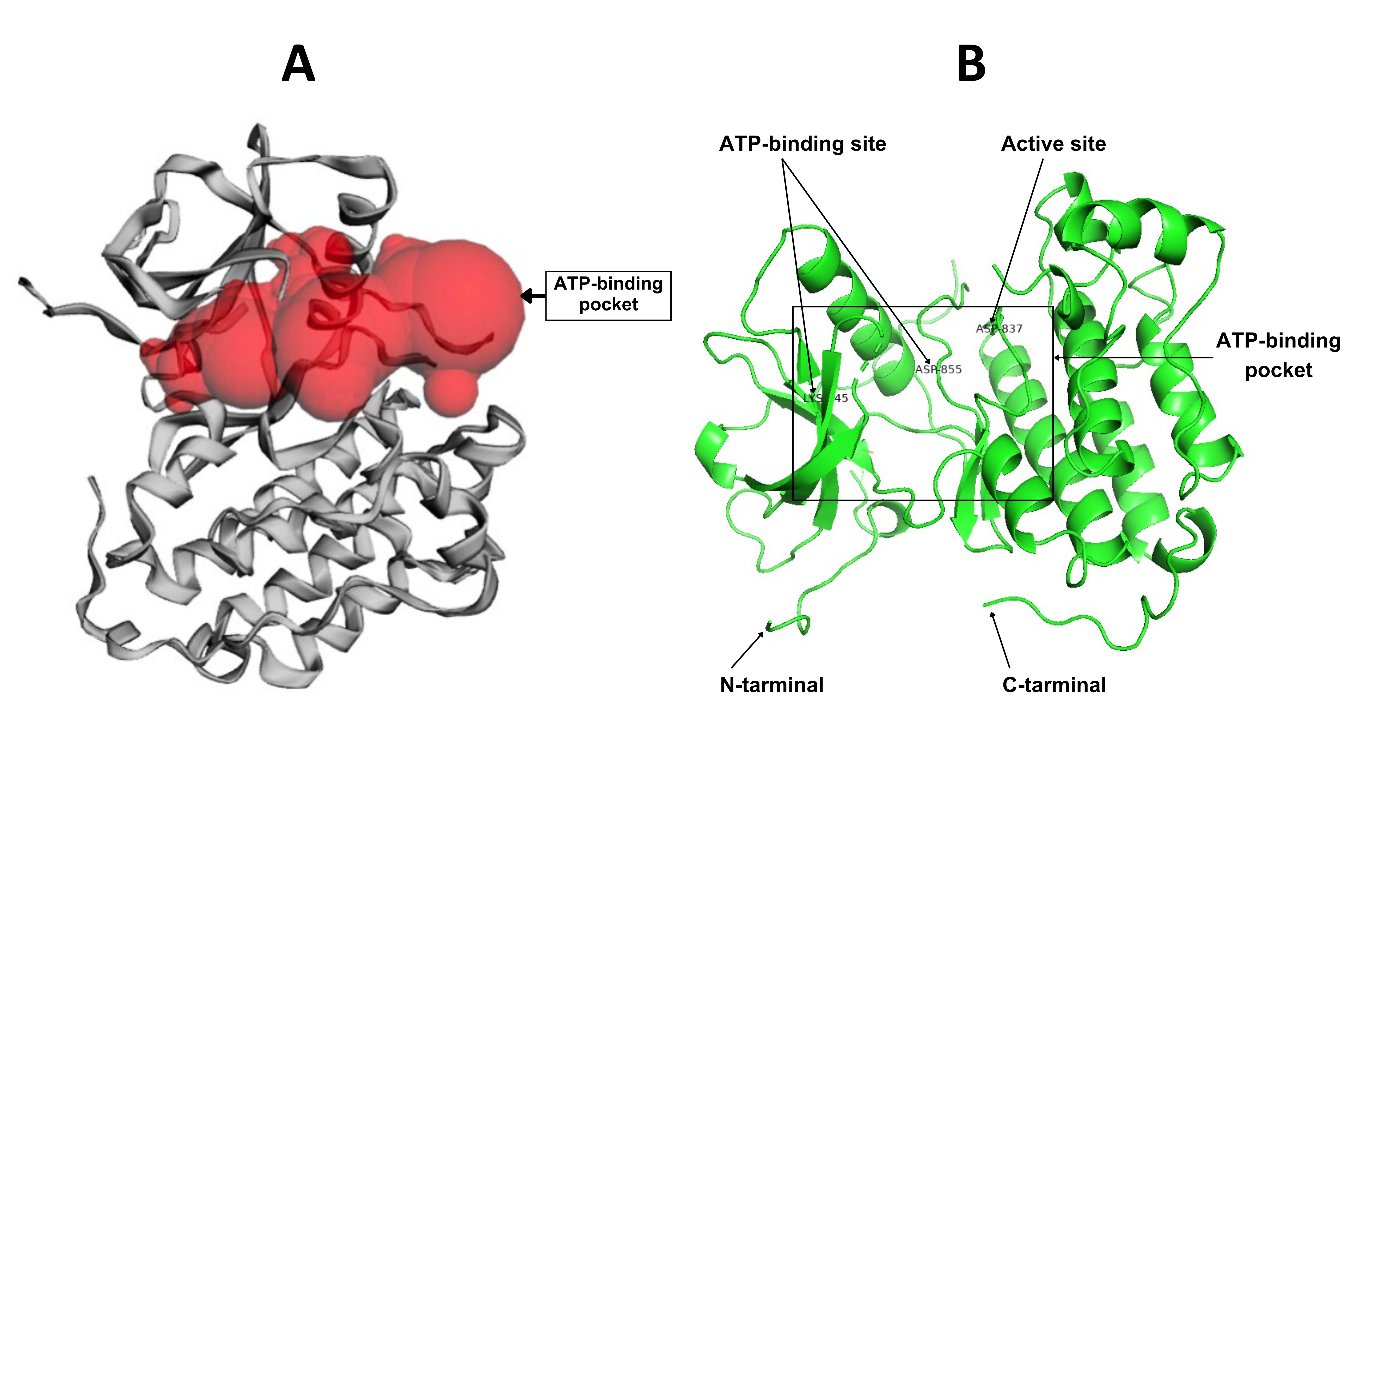 A
B
ATP-binding
pocket
ATP-binding site
Active site
ASP-837
ASP-855
ATP-binding
pocket
N-tarminal
C-tarminal